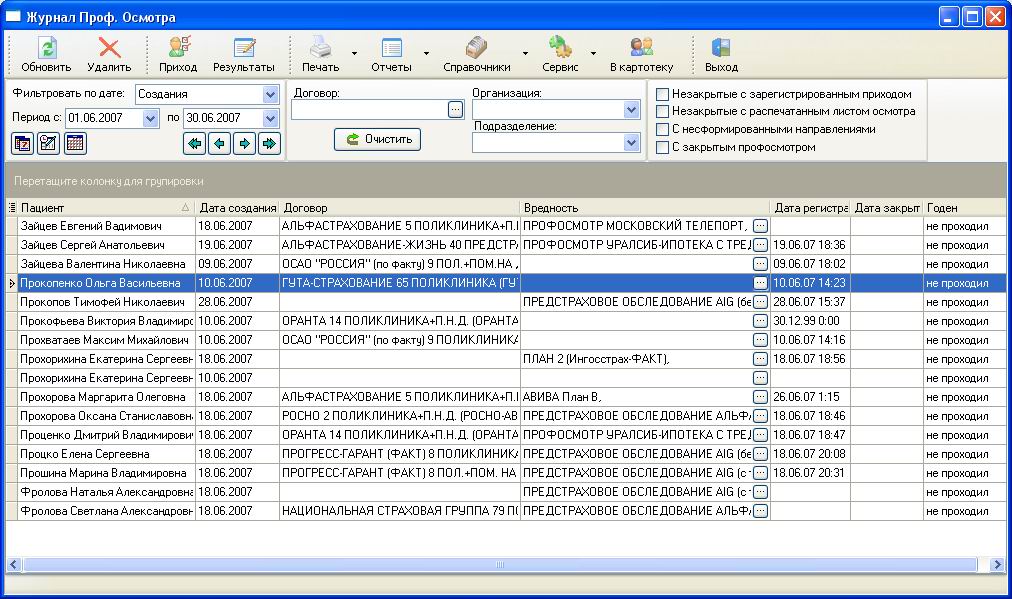 Журнал Проф. Осмотра
Обновить Удалить Приход Результаты Печать Отчеты Справочники Сервис В картотеку Выход
Фильтровать по дате: Создания
Период с: 01.06.2007 по 30.06.2007
Договор:
Очистить
Организация:
Подразделение:
Незакрытые с зарегистрированным приходом
Незакрытые с распечатанным листом осмотра
С несформированными направлениями
С закрытым профосмотром
Перетащите колонку для групировки
Пациент Дата создания Договор Вредность Дата регистра Дата закрыт Годен
Зайцев Евгений Вадимович 18.06.2007 АЛЬФАСТРАХОВАНИЕ 5 ПОЛИКЛИНИКА+П.I ПРОФОСМОТР МОСКОВСКИЙ ТЕЛЕПОРТ, ... не проходил
Зайцев Сергей Анатольевич 19.06.2007 АЛЬФАСТРАХОВАНИЕ-ЖИЗНЬ 40 ПРЕДСТРА ПРОФОСМОТР УРАЛСИБ-ИПОТЕКА С ТРЕД ... 19.06.07 18:36 не проходил
Зайцева Валентина Николаевна 09.06.2007 ОСАО "РОССИЯ" (по факту) 9 ПОЛ.+ПОМ.НА ... 09.06.07 18:02 не проходил
Прокопенко Ольга Васильевна 10.06.2007 ГУТА-СТРАХОВАНИЕ 65 ПОЛИКЛИНИКА (ГУ ... 10.06.07 14:23 не проходил
Прокопов Тимофей Николаевич 28.06.2007 ПРЕДСТРАХОВОЕ ОБСЛЕДОВАНИЕ AIG (бе ... 28.06.07 15:37 не проходил
Прокофьева Виктория Владимирс 10.06.2007 ОРАНТА 14 ПОЛИКЛИНИКА+П.Н.Д. (ОРАНТА ... 30.12.99 0:00 не проходил
Прохватаев Максим Михайлович 10.06.2007 ОСАО "РОССИЯ" (по факту) 9 ПОЛИКЛИНИКА ... 10.06.07 14:16 не проходил
Прохорихина Екатерина Сергеевн 18.06.2007 ПЛАН 2 (Ингосстрах-ФАКТ), ... 18.06.07 18:56 не проходил
Прохорихина Екатерина Сергеевн 10.06.2007 ... не проходил
Прохорова Маргарита Олеговна 18.06.2007 АЛЬФАСТРАХОВАНИЕ 5 ПОЛИКЛИНИКА+П.I АВИВА План В, ... 26.06.07 1:15 не проходил
Прохорова Оксана Станиславовн 18.06.2007 РОСНО 2 ПОЛИКЛИНИКА+П.Н.Д. (РОСНО-АВ ПРЕДСТРАХОВОЕ ОБСЛЕДОВАНИЕ АЛЬФ ... 18.06.07 18:46 не проходил
Проценко Дмитрий Владимирович 18.06.2007 ОРАНТА 14 ПОЛИКЛИНИКА+П.Н.Д. (ОРАНТА ПРОФОСМОТР УРАЛСИБ-ИПОТЕКА С ТРЕД ... 18.06.07 18:47 не проходил
Процко Елена Сергеевна 18.06.2007 ПРОГРЕСС-ГАРАНТ (ФАКТ) 8 ПОЛИКЛИНИК ПРЕДСТРАХОВОЕ ОБСЛЕДОВАНИЕ AIG (бе ... 18.06.07 20:08 не проходил
Прошина Марина Владимировна 18.06.2007 ПРОГРЕСС-ГАРАНТ (ФАКТ) 8 ПОЛ.+ПОМ. НА ПРЕДСТРАХОВОЕ ОБСЛЕДОВАНИЕ AIG (с ... 18.06.07 20:31 не проходил
Фролова Наталья Александровна 18.06.2007 ПРЕДСТРАХОВОЕ ОБСЛЕДОВАНИЕ AIG (с ... не проходил
Фролова Светлана Александровн 18.06.2007 НАЦИОНАЛЬНАЯ СТРАХОВАЯ ГРУППА 79 П ПРЕДСТРАХОВОЕ ОБСЛЕДОВАНИЕ АЛЬФ ... не проходил